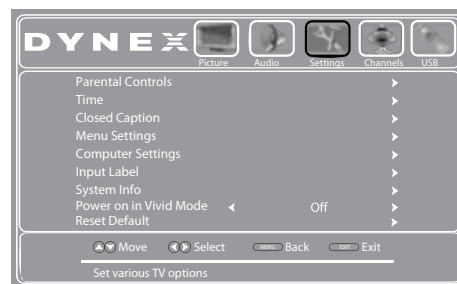 DYNEX
Picture Audio Settings Channels USB
Parental Controls
Time
Closed Caption
Menu Settings
Computer Settings
Input Label
System Info
Power on in Vivid Mode Off
Reset Default
Move Select MENU Back EXIT Exit
Set various TV options